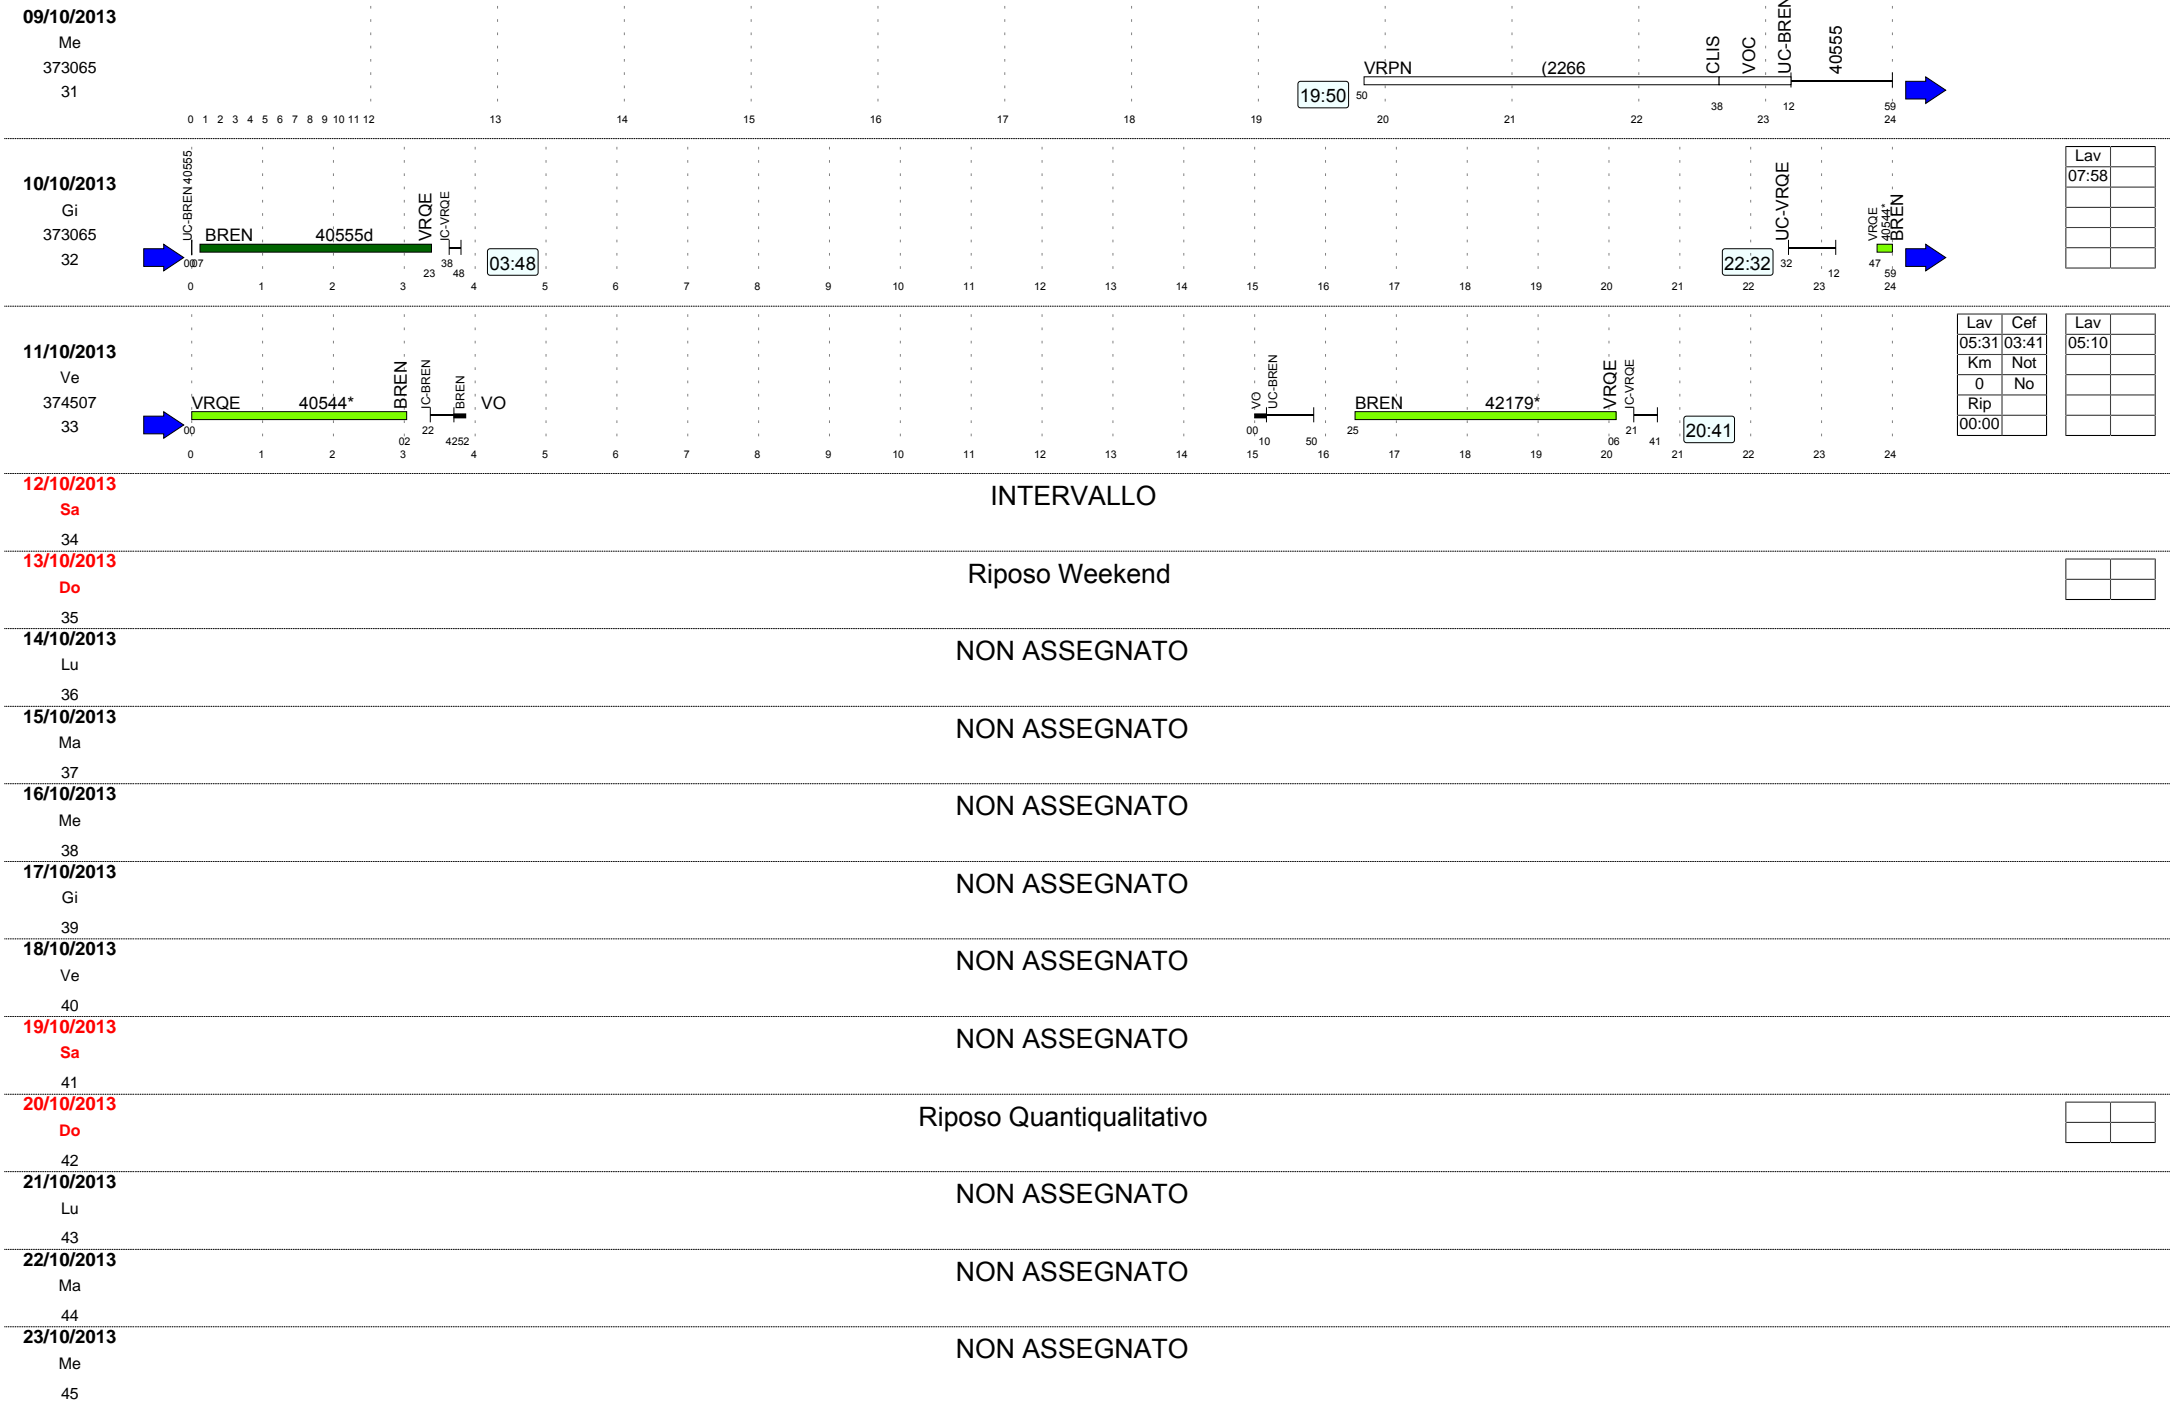 09/10/2013
Me
373065
31
19:50
VRPN (2266 CLIS VOC UC-BREN 40555
50 38 12 59
0 1 2 3 4 5 6 7 8 9 10 11 12 13 14 15 16 17 18 19 20 21 22 23 24
10/10/2013
Gi
373065
32
UC-BREN 40555
BREN 40555d VRQE
IC-VRQE
00 07 23 38 48
03:48
22:32
UC-VRQE
32 12
VRQE 40544* BREN
47 59
0 1 2 3 4 5 6 7 8 9 10 11 12 13 14 15 16 17 18 19 20 21 22 23 24
Lav
07:58
11/10/2013
Ve
374507
33
VRQE 40544* BREN
IC-BREN BREN VO
00 02 22 42 52
VO UC-BREN
00 10 50
BREN 42179* VRQE
IC-VRQE
25 06 21 41
20:41
0 1 2 3 4 5 6 7 8 9 10 11 12 13 14 15 16 17 18 19 20 21 22 23 24
Lav Cef
05:31 03:41
Km Not
0 No
Rip
00:00
Lav
05:10
12/10/2013
Sa
34
INTERVALLO
13/10/2013
Do
35
Riposo Weekend
14/10/2013
Lu
36
NON ASSEGNATO
15/10/2013
Ma
37
NON ASSEGNATO
16/10/2013
Me
38
NON ASSEGNATO
17/10/2013
Gi
39
NON ASSEGNATO
18/10/2013
Ve
40
NON ASSEGNATO
19/10/2013
Sa
41
NON ASSEGNATO
20/10/2013
Do
42
Riposo Quantiqualitativo
21/10/2013
Lu
43
NON ASSEGNATO
22/10/2013
Ma
44
NON ASSEGNATO
23/10/2013
Me
45
NON ASSEGNATO